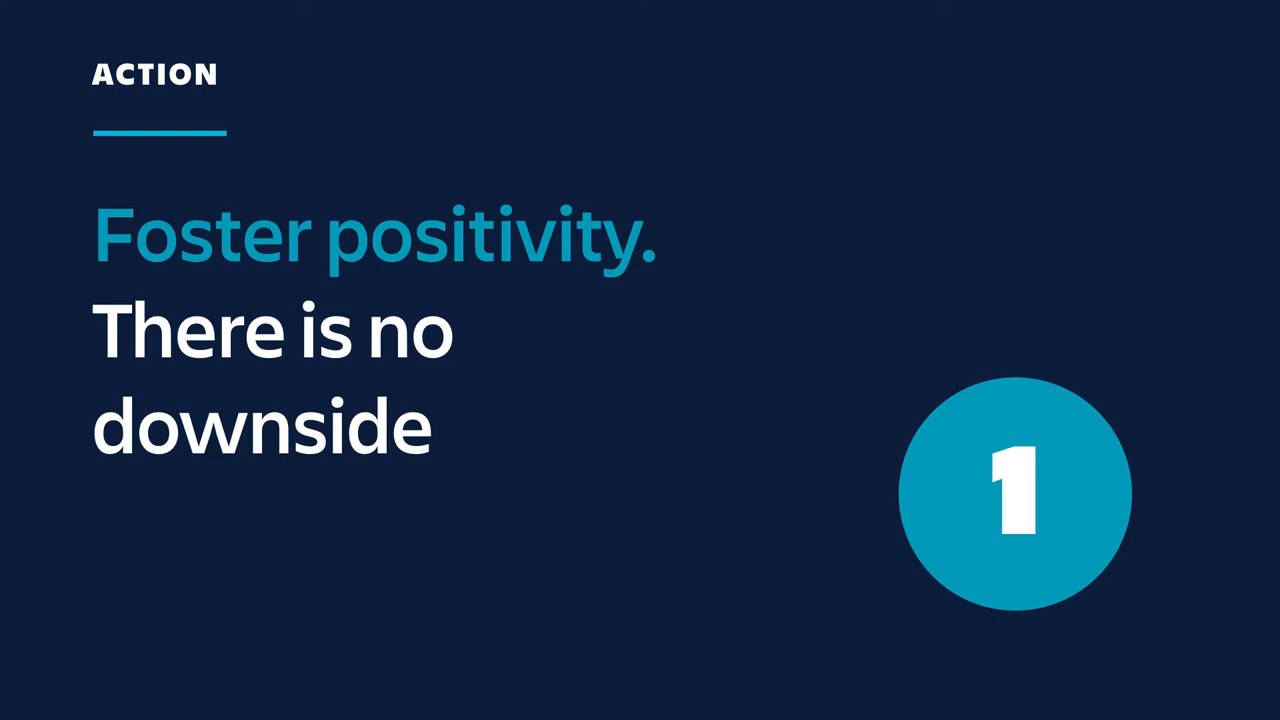 ACTION
Foster positivity.
There is no
downside
1